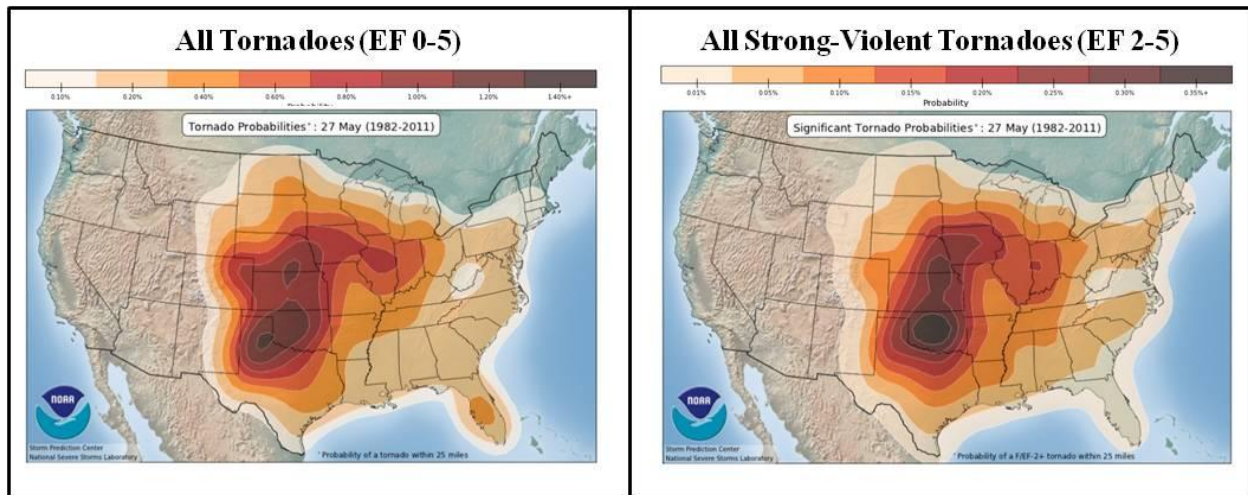 All Tornadoes (EF 0-5)
0.10% 0.20% 0.40% 0.60% 0.80% 1.00% 1.20% 1.40%+
Probability
Tornado Probabilities*: 27 May (1982-2011)
NOAA
Storm Prediction Center
National Severe Storms Laboratory
*Probability of a tornado within 25 miles
All Strong-Violent Tornadoes (EF 2-5)
0.01% 0.05% 0.10% 0.15% 0.20% 0.25% 0.30% 0.35%+
Probability
Significant Tornado Probabilities*: 27 May (1982-2011)
NOAA
Storm Prediction Center
National Severe Storms Laboratory
*Probability of a F/EF-2+ tornado within 25 miles